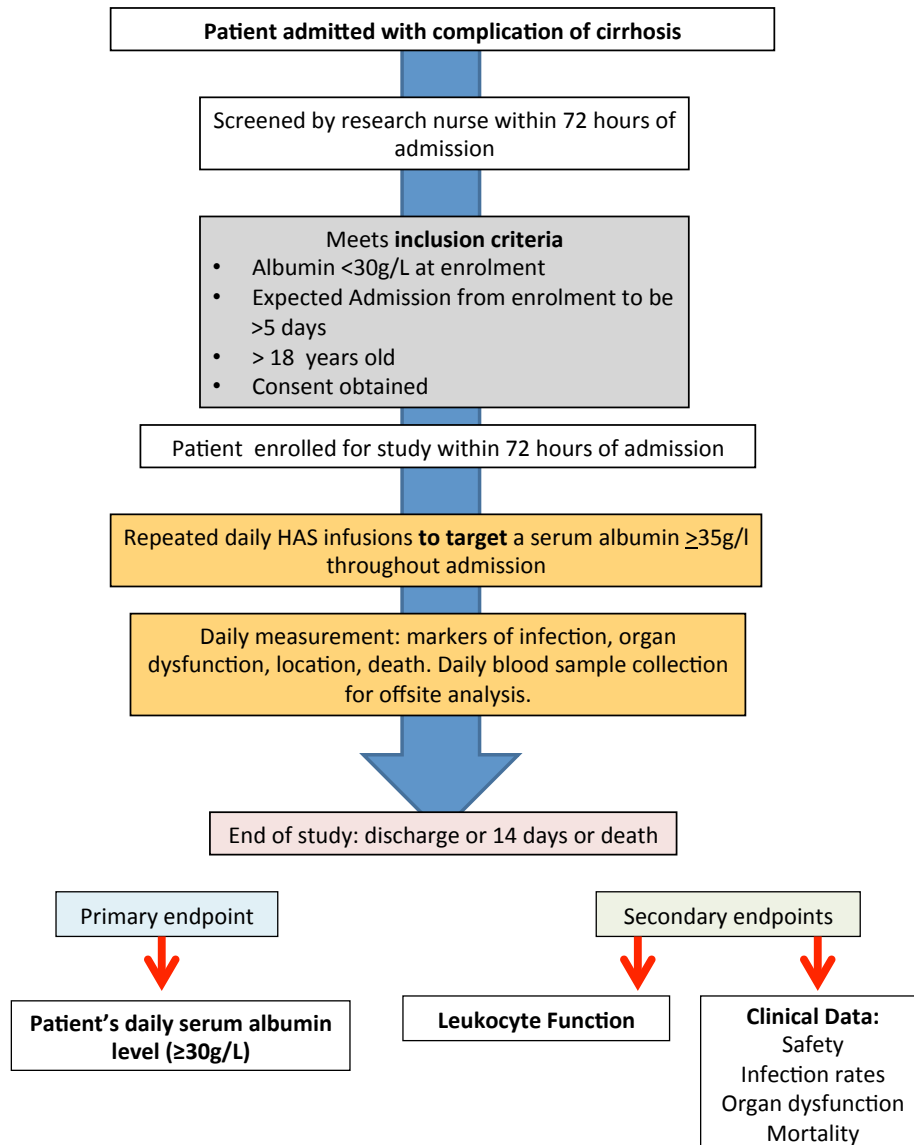 Patient admitted with complication of cirrhosis
Screened by research nurse within 72 hours of
admission
Meets inclusion criteria
• Albumin <30g/L at enrolment
• Expected Admission from enrolment to be
>5 days
• > 18 years old
• Consent obtained
Patient enrolled for study within 72 hours of admission
Repeated daily HAS infusions to target a serum albumin ≥35g/l
throughout admission
Daily measurement: markers of infection, organ
dysfunction, location, death. Daily blood sample collection
for offsite analysis.
End of study: discharge or 14 days or death
Primary endpoint
Secondary endpoints
Patient's daily serum albumin
level (≥30g/L)
Leukocyte Function
Clinical Data:
Safety
Infection rates
Organ dysfunction
Mortality